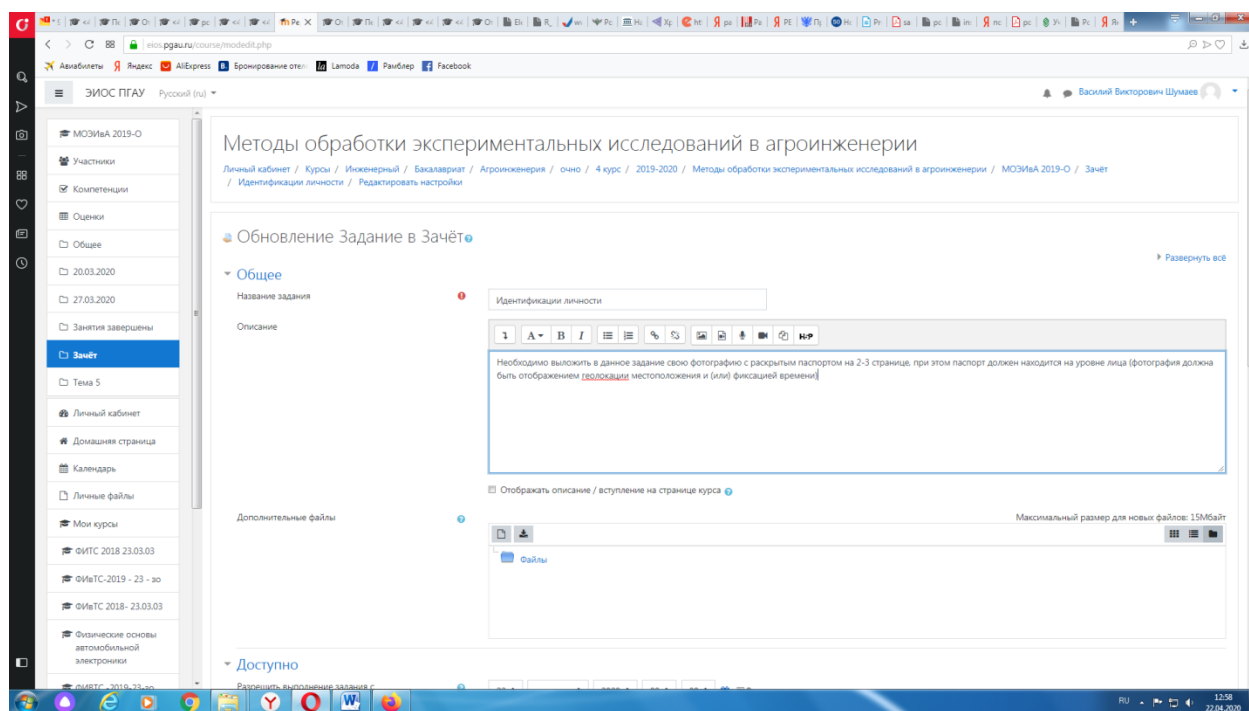 eios.pgau.ru/course/modedit.php
Авиабилеты Яндекс AliExpress Бронирование отел Lamoda Рамблер Facebook
ЭИОС ПГАУ Русский (ru)
Василий Викторович Шумаев
МОЭИвА 2019-О
Участники
Компетенции
Оценки
Общее
20.03.2020
27.03.2020
Занятия завершены
Зачёт
Тема 5
Личный кабинет
Домашняя страница
Календарь
Личные файлы
Мои курсы
ФИТС 2018 23.03.03
ФИвТС-2019 - 23 - зо
ФИвТС 2018- 23.03.03
Физические основы
автомобильной
электроники
Методы обработки экспериментальных исследований в агроинженерии
Личный кабинет / Курсы / Инженерный / Бакалавриат / Агроинженерия / очно / 4 курс / 2019-2020 / Методы обработки экспериментальных исследований в агроинженерии / МОЭИвА 2019-О / Зачёт
/ Идентификации личности / Редактировать настройки
Обновление Задание в Зачёт
Развернуть всё
Общее
Название задания
Идентификации личности
Описание
Необходимо выложить в данное задание свою фотографию с раскрытым паспортом на 2-3 странице, при этом паспорт должен находится на уровне лица (фотография должна
быть отображением геолокации местоположения и (или) фиксацией времени)
Отображать описание / вступление на странице курса
Дополнительные файлы
Максимальный размер для новых файлов: 15Мбайт
Файлы
Доступно
Разрешить выполнение задания с
RU
12:58
22.04.2020